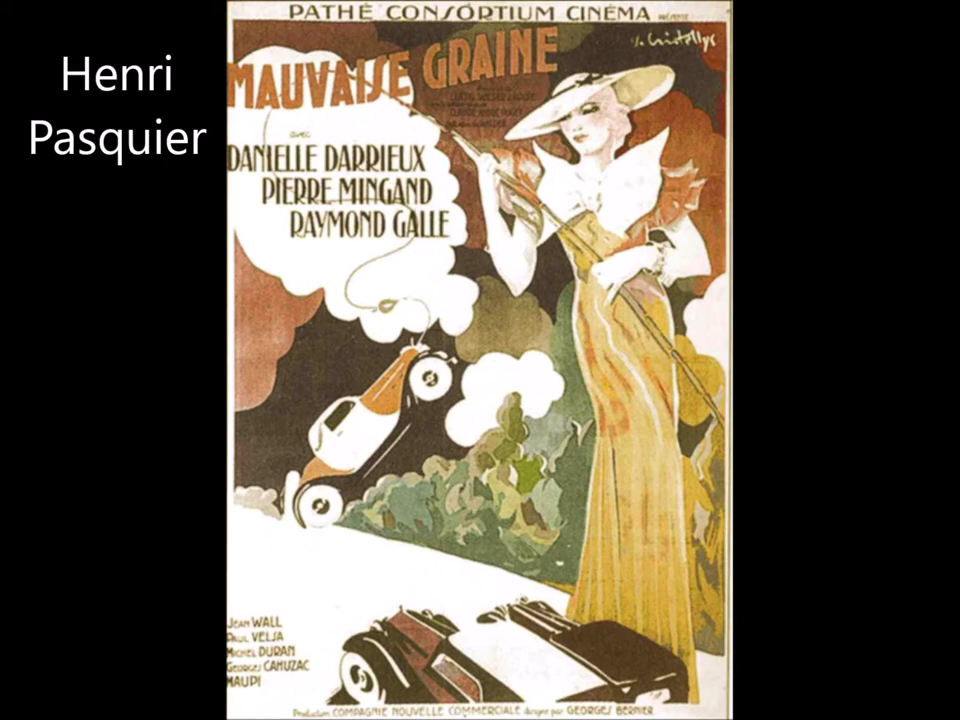 Henri
Pasquier
PATHÉ CONSORTIUM CINÉMA
MAUVAISE GRAINE
avec
DANIELLE DARRIEUX
PIERRE MINGAND
RAYMOND GALLE
JEAN WALL
PAUL VELSA
MICHEL DURAN
GEORGES CAHUZAC
MAUPI
Production COMPAGNIE NOUVELLE COMMERCIALE dirigée par GEORGES BERNIER